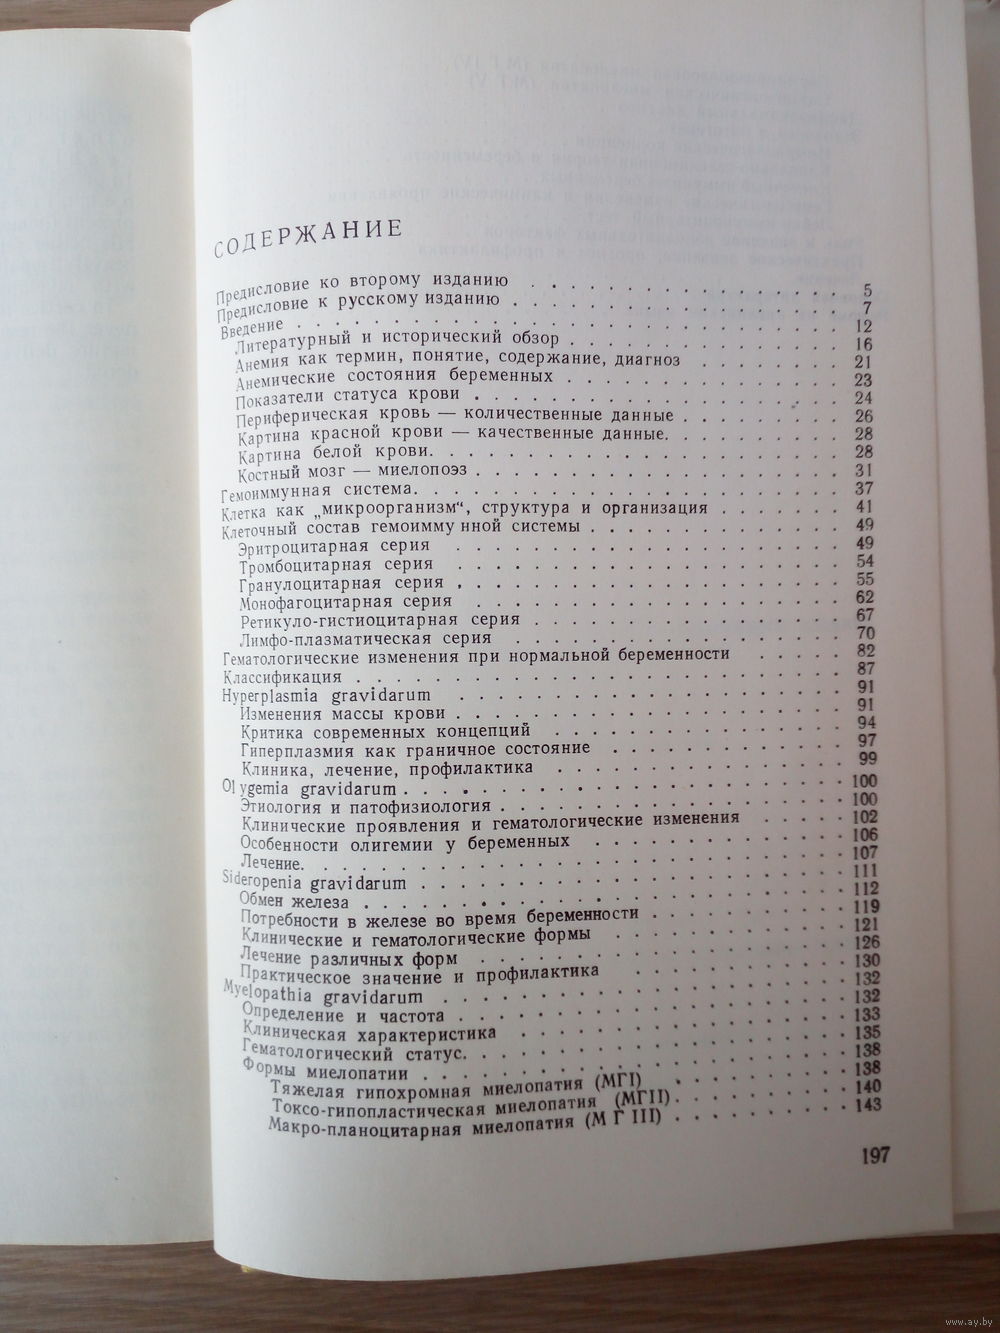 СОДЕРЖАНИЕ
Предисловие ко второму изданию . . . . . . . . . . . 5
Предисловие к русскому изданию . . . . . . . . . . . 7
Введение . . . . . . . . . . . 12
Литературный и исторический обзор . . . . . . . . . . . 16
Анемия как термин, понятие, содержание, диагноз . . . . . . . 21
Анемические состояния беременных . . . . . . . . . . 23
Показатели статуса крови . . . . . . . . . . . 24
Периферическая кровь — количественные данные . . . . . . . . 26
Картина красной крови — качественные данные. . . . . . . . . 28
Картина белой крови. . . . . . . . . . . 28
Костный мозг — миелопоэз . . . . . . . . . . . 31
Гемоиммунная система. . . . . . . . . . . 37
Клетка как „микроорганизм“, структура и организация . . . . . . . 41
Клеточный состав гемоимму нной системы . . . . . . . . . 49
Эритроцитарная серия . . . . . . . . . . . 49
Тромбоцитарная серия . . . . . . . . . . . 54
Гранулоцитарная серия . . . . . . . . . . . 55
Монофагоцитарная серия . . . . . . . . . . . 62
Ретикуло-гистиоцитарная серия . . . . . . . . . . . 67
Лимфо-плазматическая серия . . . . . . . . . . . 70
Гематологические изменения при нормальной беременности . . . . . 82
Классификация . . . . . . . . . . . 87
Hyperplasmia gravidarum . . . . . . . . . . . 91
Изменения массы крови . . . . . . . . . . . 91
Критика современных концепций . . . . . . . . . . . 94
Гиперплазмия как граничное состояние . . . . . . . . . 97
Клиника, лечение, профилактика . . . . . . . . . . . 99
Olygemia gravidarum . . . . . . . . . . . 100
Этиология и патофизиология . . . . . . . . . . . 100
Клинические проявления и гематологические изменения . . . . . 102
Особенности олигемии у беременных . . . . . . . . . . 106
Лечение. . . . . . . . . . . 107
Sideropenia gravidarum . . . . . . . . . . . 111
Обмен железа . . . . . . . . . . . 112
Потребности в железе во время беременности . . . . . . . . 119
Клинические и гематологические формы . . . . . . . . . 121
Лечение различных форм . . . . . . . . . . . 126
Практическое значение и профилактика . . . . . . . . 130
Myelopathia gravidarum . . . . . . . . . . . 132
Определение и частота . . . . . . . . . . . 132
Клиническая характеристика . . . . . . . . . . . 133
Гематологический статус. . . . . . . . . . . 135
Формы миелопатии . . . . . . . . . . . 138
Тяжелая гипохромная миелопатия (МГI) . . . . . . . 138
Токсо-гипопластическая миелопатия (МГII). . . . . . . 140
Макро-планоцитарная миелопатия (М Г III) . . . . . . . 143
197
www.ay.by